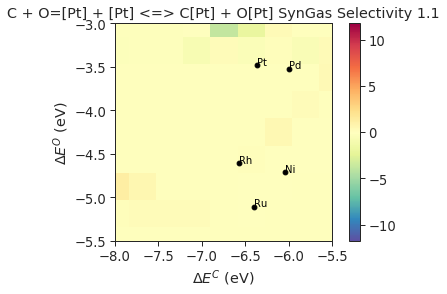 C + O=[Pt] + [Pt] <=> C[Pt] + O[Pt] SynGas Selectivity 1.1
−3.0
−3.5
−4.0
−4.5
−5.0
−5.5
ΔE^O (eV)
Pt
Pd
Rh
Ni
Ru
−8.0 −7.5 −7.0 −6.5 −6.0 −5.5
ΔE^C (eV)
10
5
0
−5
−10